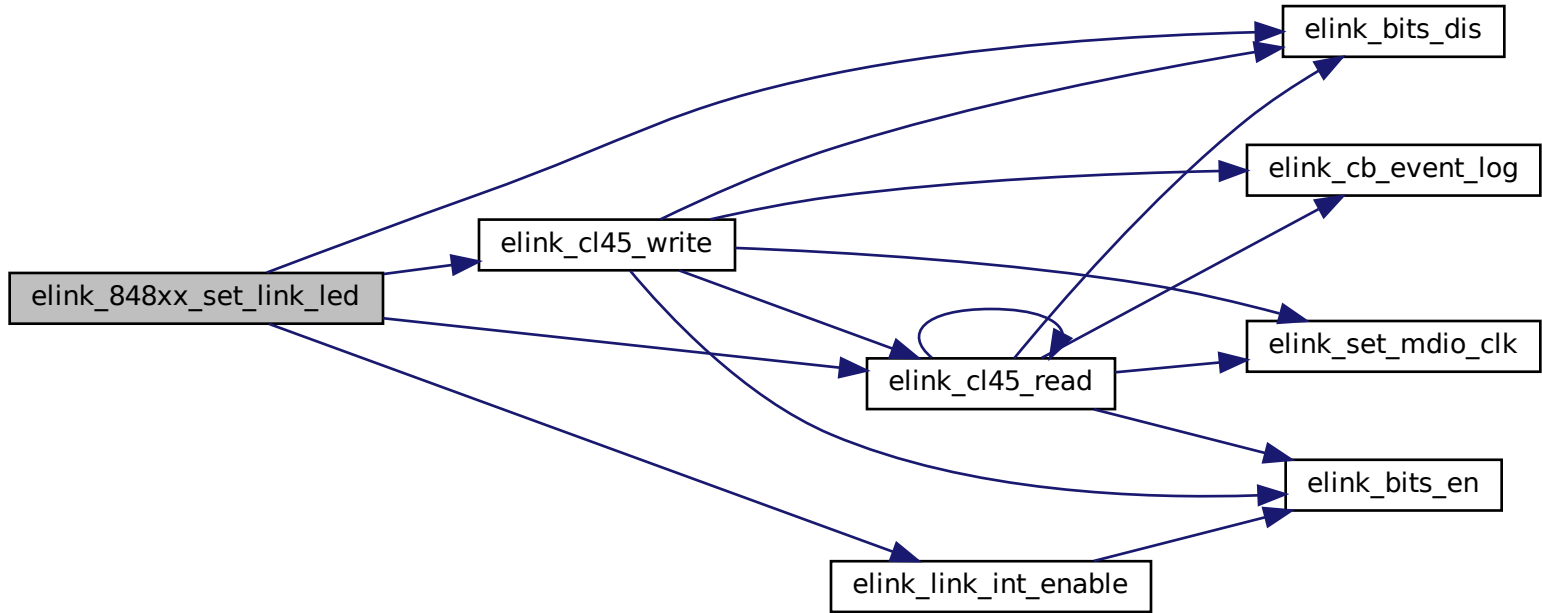 elink_bits_dis
elink_cb_event_log
elink_cl45_write
elink_848xx_set_link_led
elink_set_mdio_clk
elink_cl45_read
elink_bits_en
elink_link_int_enable